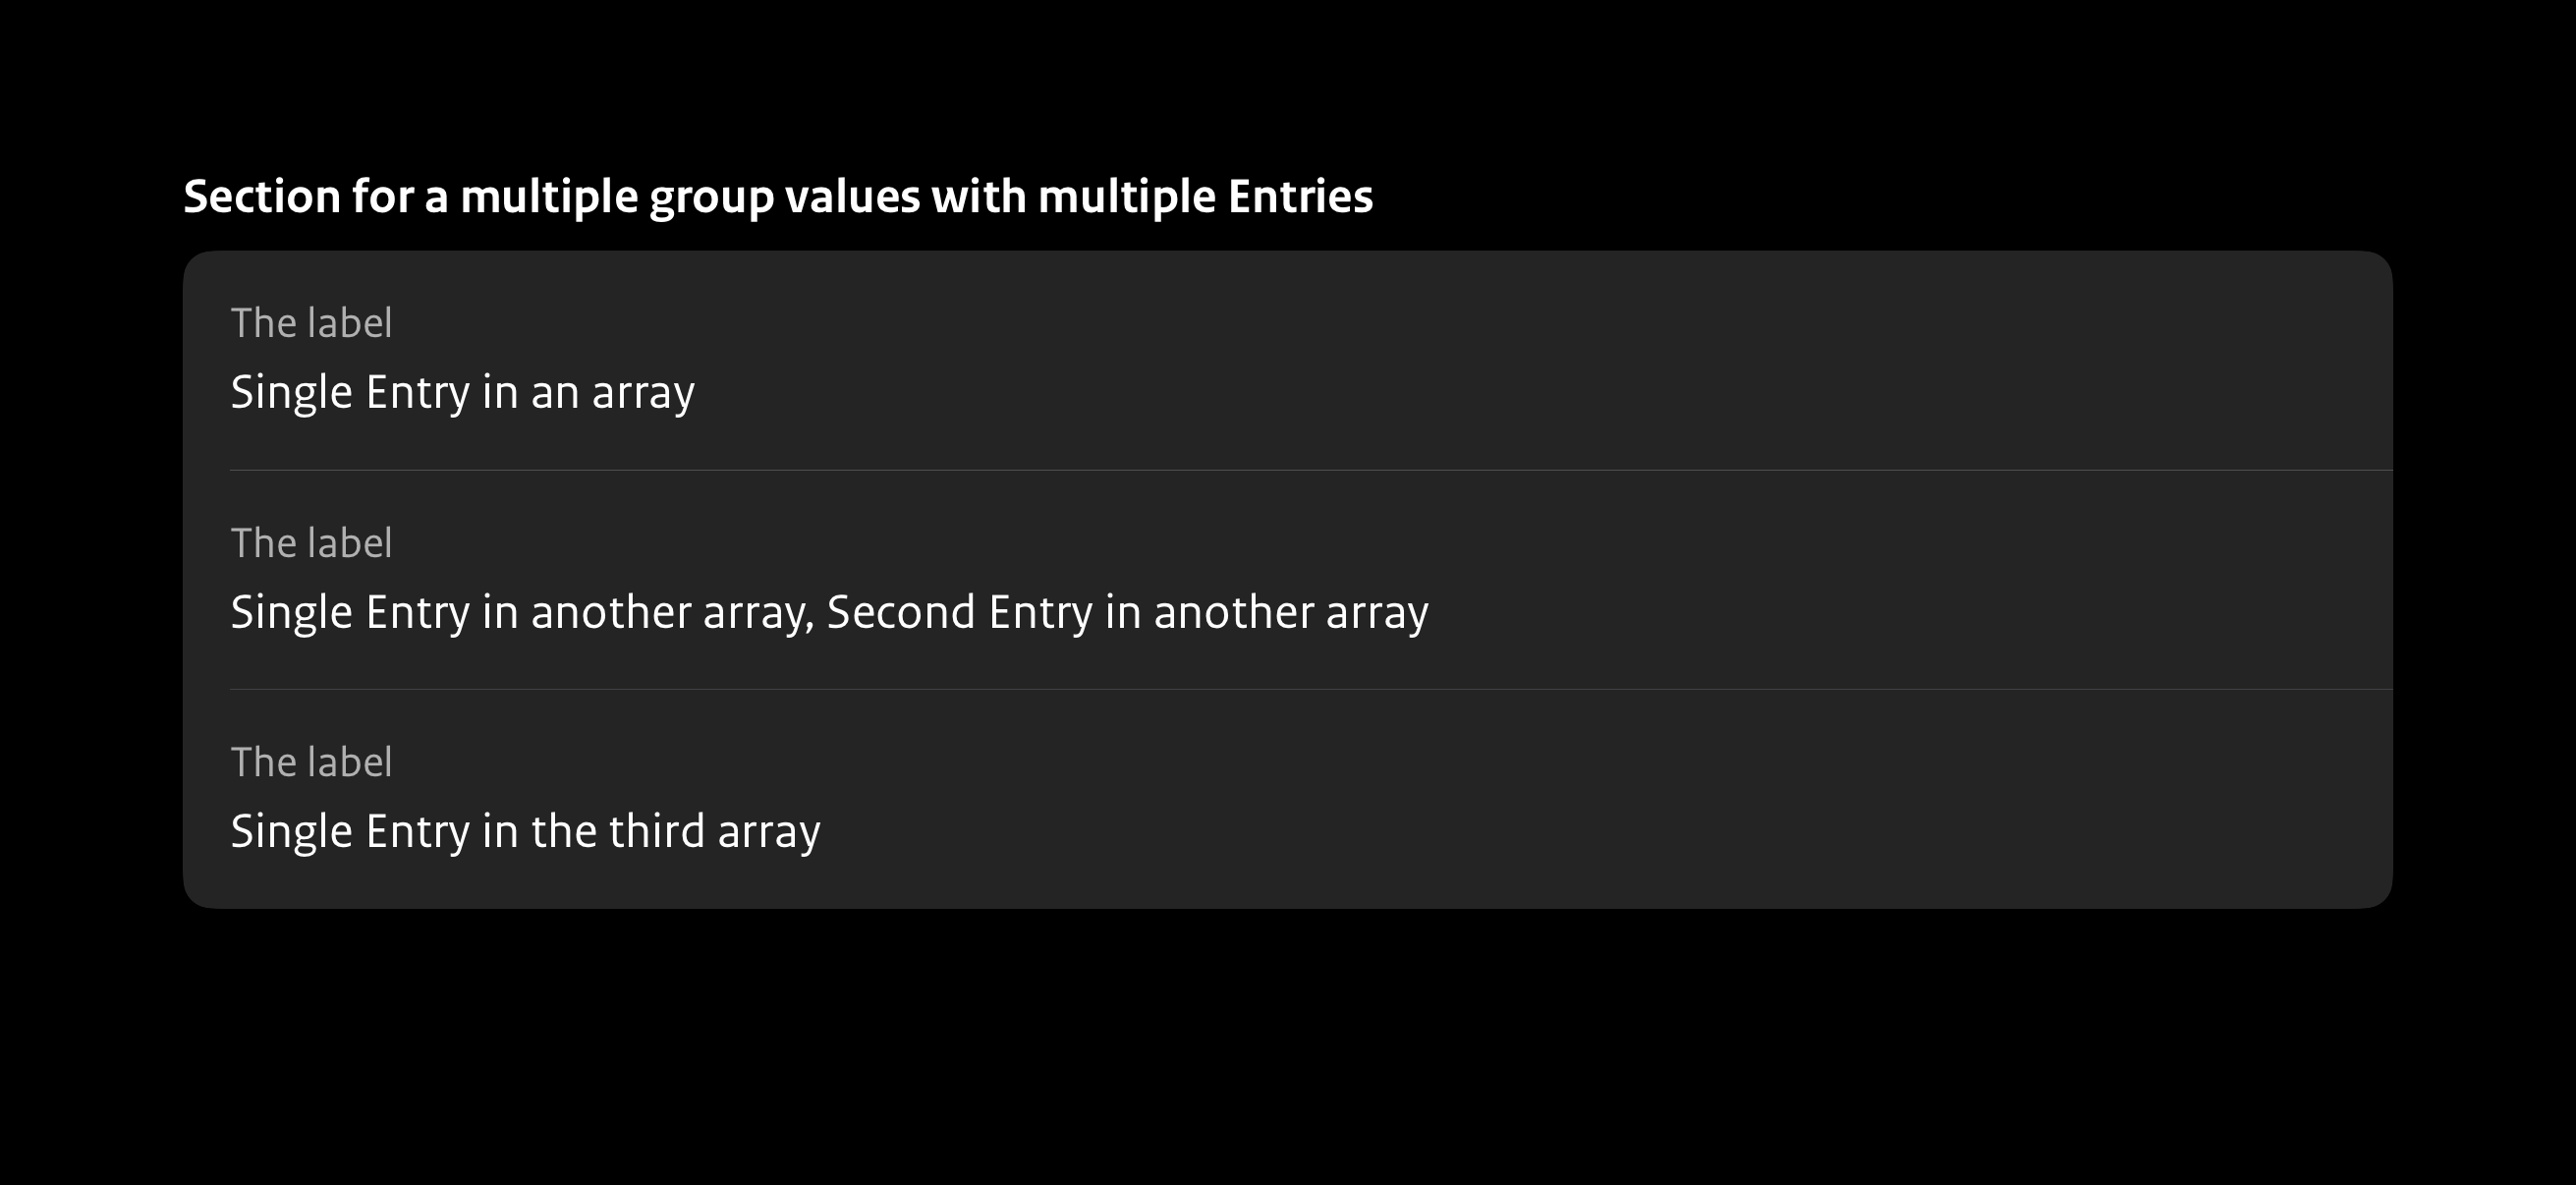 Section for a multiple group values with multiple Entries
The label
Single Entry in an array
The label
Single Entry in another array, Second Entry in another array
The label
Single Entry in the third array